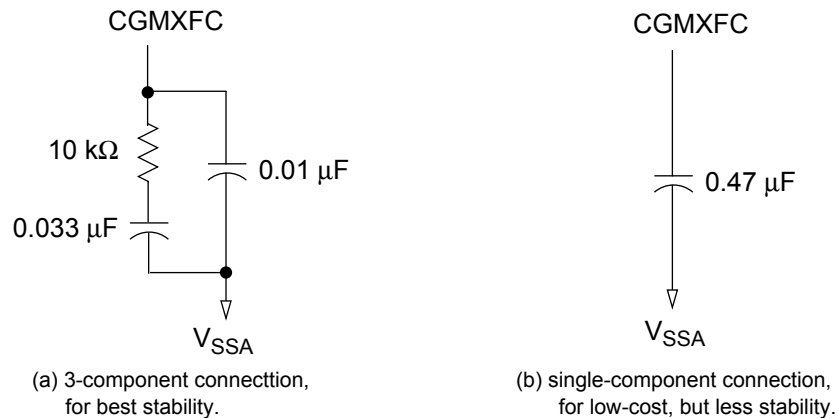 CGMXFC
10 kΩ
0.01 μF
0.033 μF
VSSA
(a) 3-component connecttion,
for best stability.
CGMXFC
0.47 μF
VSSA
(b) single-component connection,
for low-cost, but less stability.